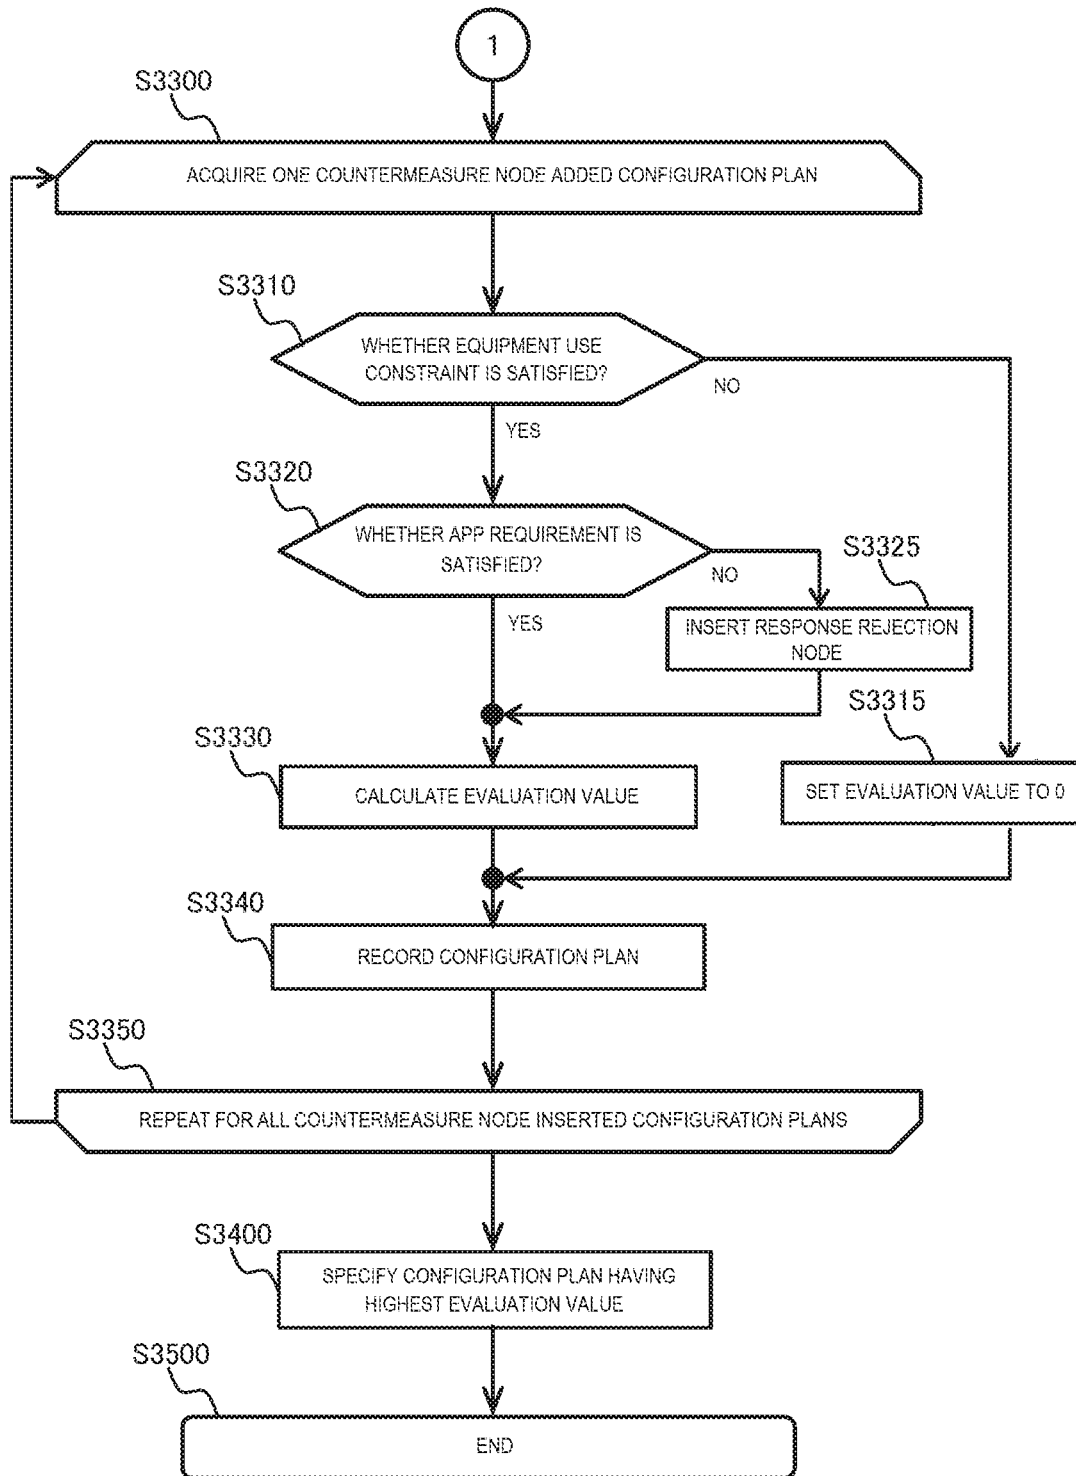 1
S3300
ACQUIRE ONE COUNTERMEASURE NODE ADDED CONFIGURATION PLAN
S3310
WHETHER EQUIPMENT USE
CONSTRAINT IS SATISFIED?
NO
YES
S3320
WHETHER APP REQUIREMENT IS
SATISFIED?
NO
YES
S3325
INSERT RESPONSE REJECTION
NODE
S3315
SET EVALUATION VALUE TO 0
S3330
CALCULATE EVALUATION VALUE
S3340
RECORD CONFIGURATION PLAN
S3350
REPEAT FOR ALL COUNTERMEASURE NODE INSERTED CONFIGURATION PLANS
S3400
SPECIFY CONFIGURATION PLAN HAVING
HIGHEST EVALUATION VALUE
S3500
END